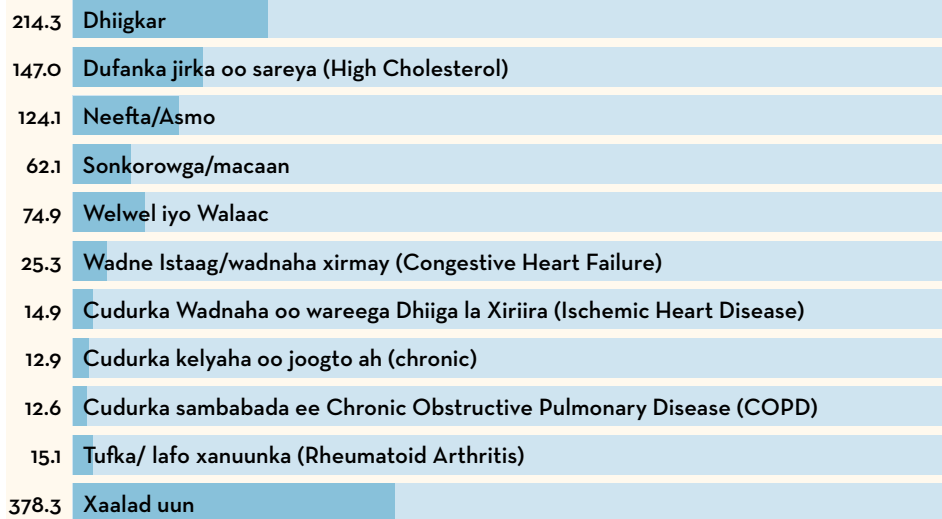 214.3 Dhiigkar
147.0 Dufanka jirka oo sareya (High Cholesterol)
124.1 Neefta/Asmo
62.1 Sonkorowga/macaan
74.9 Welwel iyo Walaac
25.3 Wadne Istaag/wadnaha xirmay (Congestive Heart Failure)
14.9 Cudurka Wadnaha oo wareega Dhiiga la Xiriira (Ischemic Heart Disease)
12.9 Cudurka kelyaha oo joogto ah (chronic)
12.6 Cudurka sambabada ee Chronic Obstructive Pulmonary Disease (COPD)
15.1 Tufka/ lafo xanuunka (Rheumatoid Arthritis)
378.3 Xaalad uun